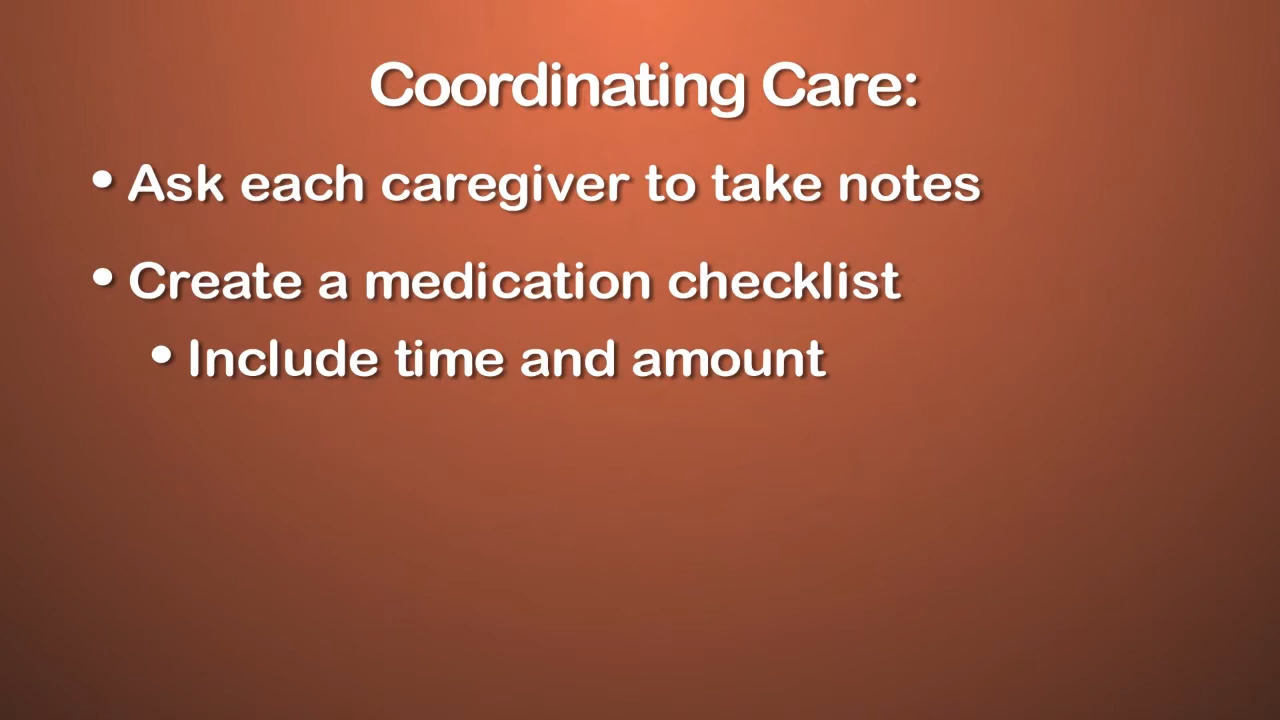 Coordinating Care:
• Ask each caregiver to take notes
• Create a medication checklist
• Include time and amount